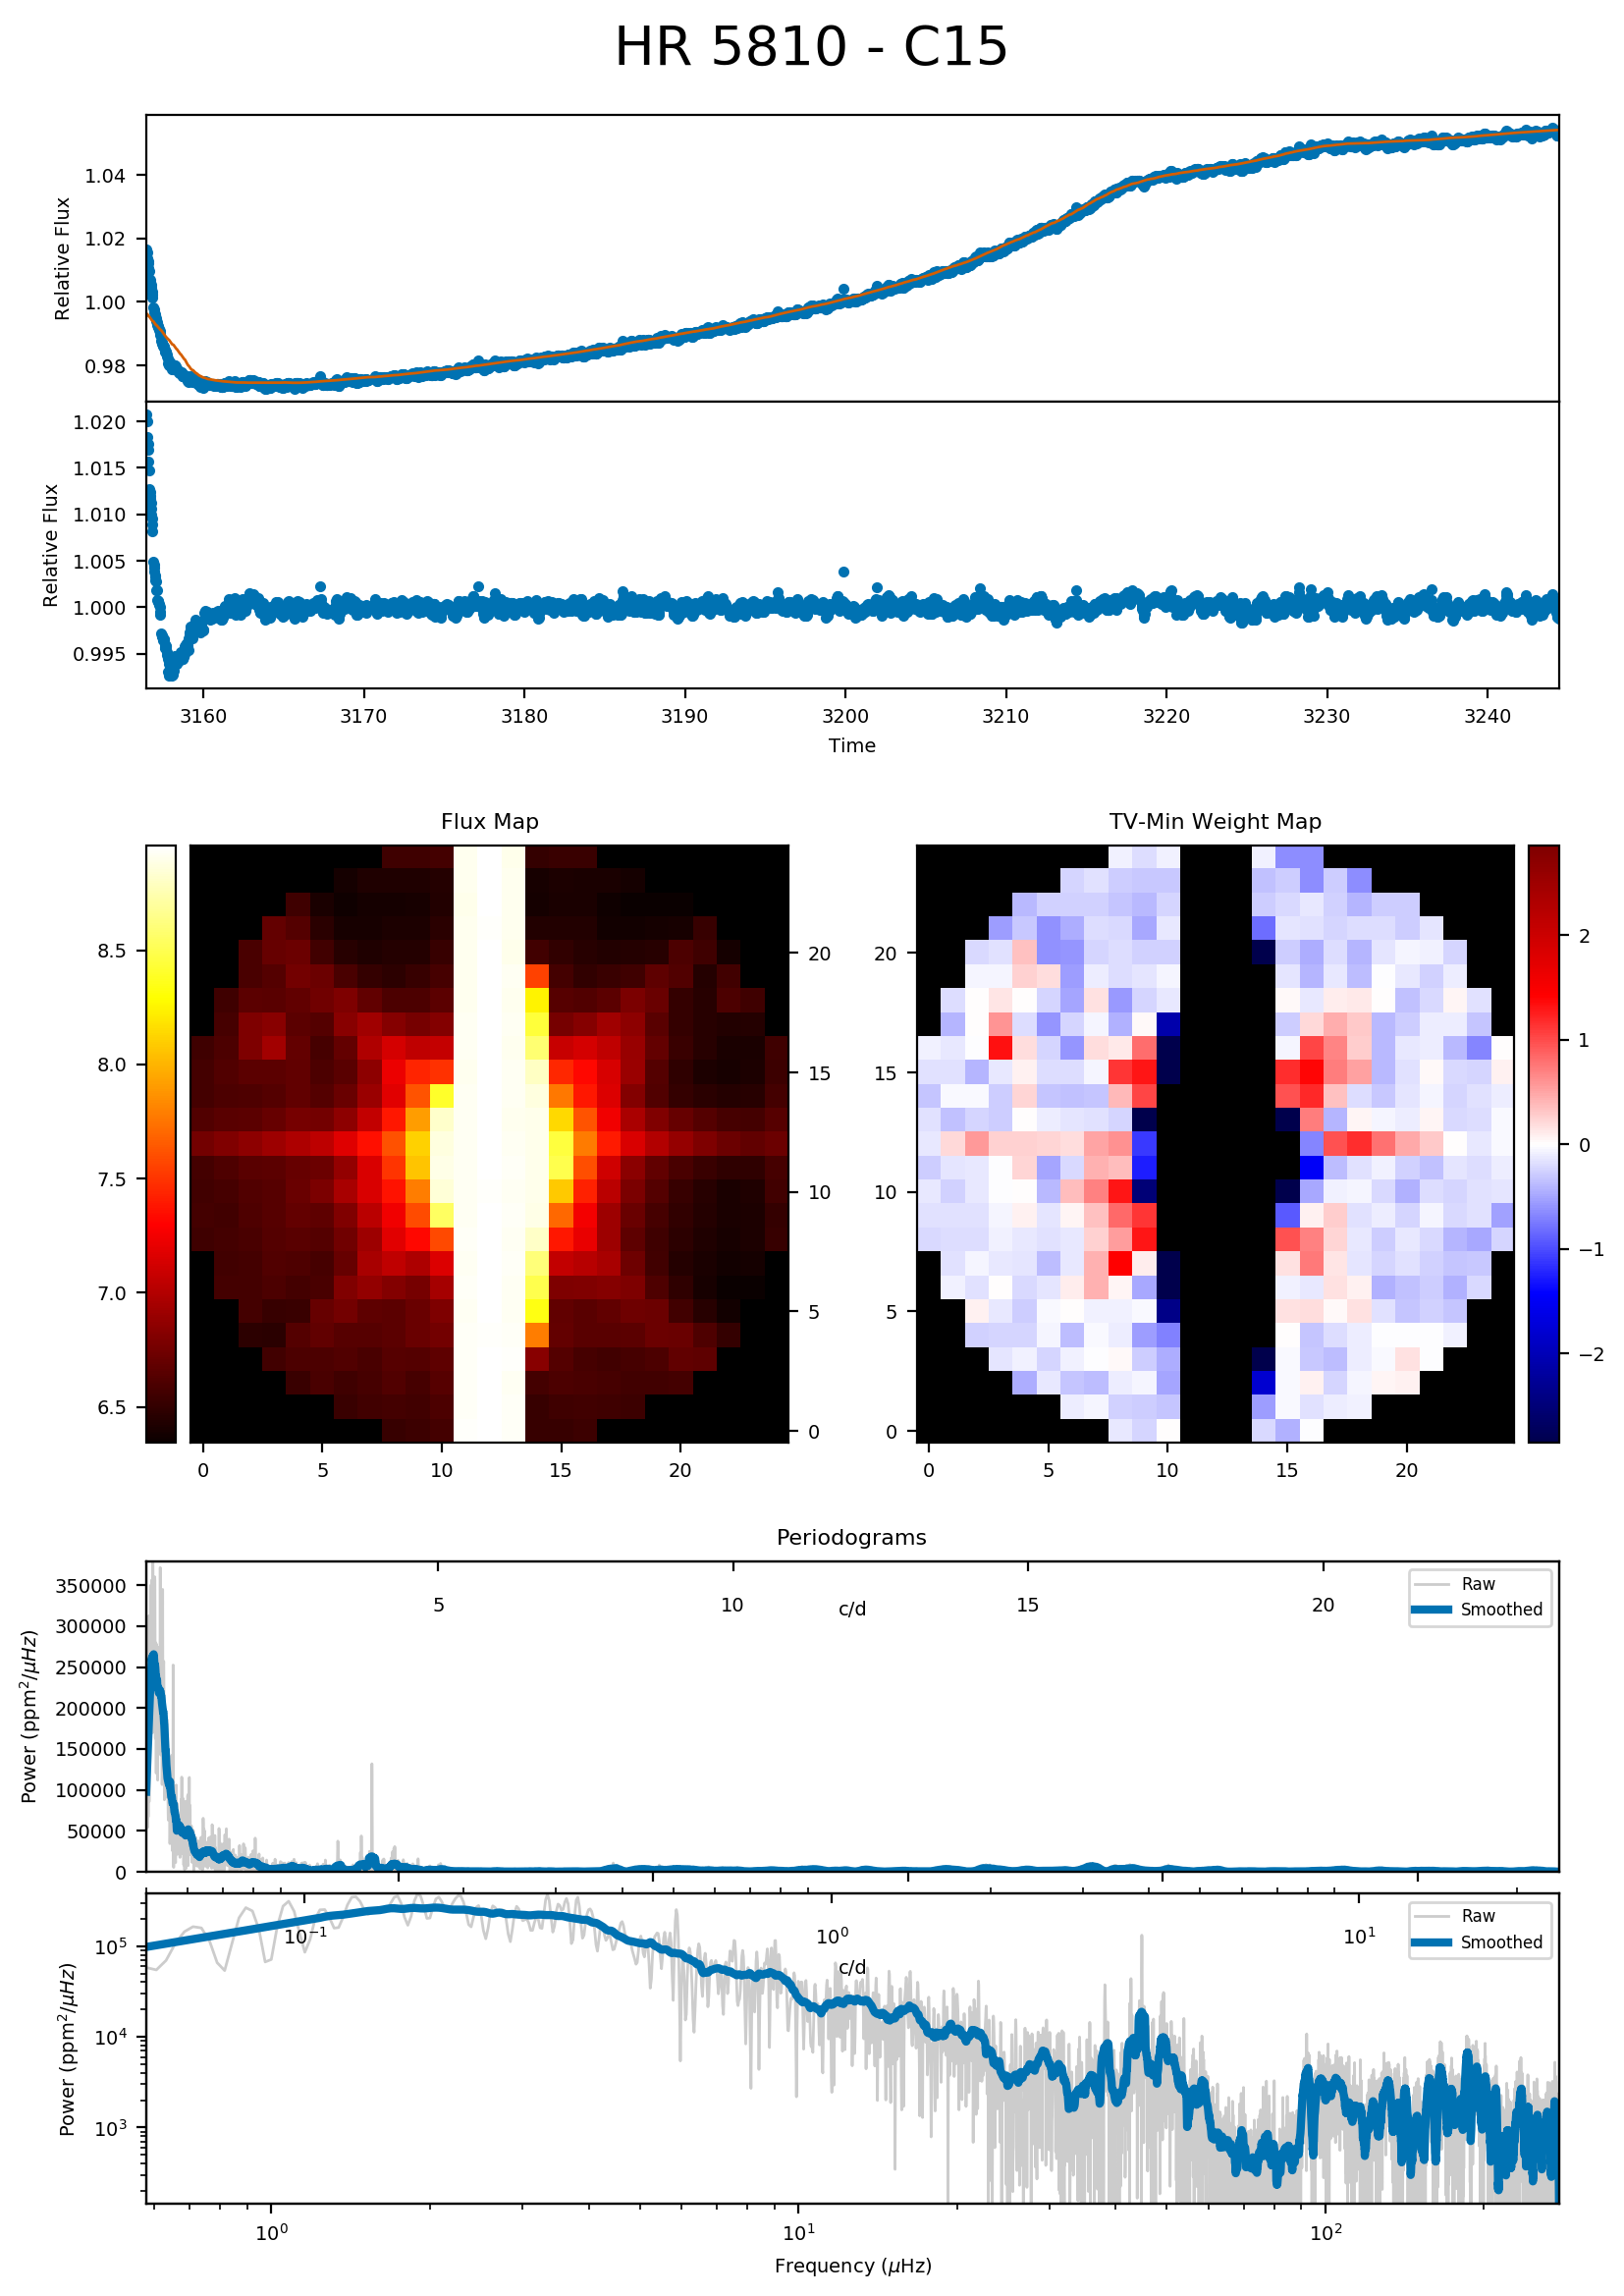 HR 5810 - C15
1.04
1.02
1.00
0.98
Relative Flux
1.020
1.015
1.010
1.005
1.000
0.995
Relative Flux
3160 3170 3180 3190 3200 3210 3220 3230 3240
Time
Flux Map
TV-Min Weight Map
8.5
8.0
7.5
7.0
6.5
20
15
10
5
0
0 5 10 15 20
20
15
10
5
0
0 5 10 15 20
2
1
0
−1
−2
Periodograms
350000
300000
250000
200000
150000
100000
50000
0
Power (ppm²/μHz)
5 10 15 20
c/d
Raw
Smoothed
10⁵
10⁴
10³
Power (ppm²/μHz)
10⁻¹ 10⁰ 10¹
c/d
Raw
Smoothed
10⁰ 10¹ 10²
Frequency (μHz)